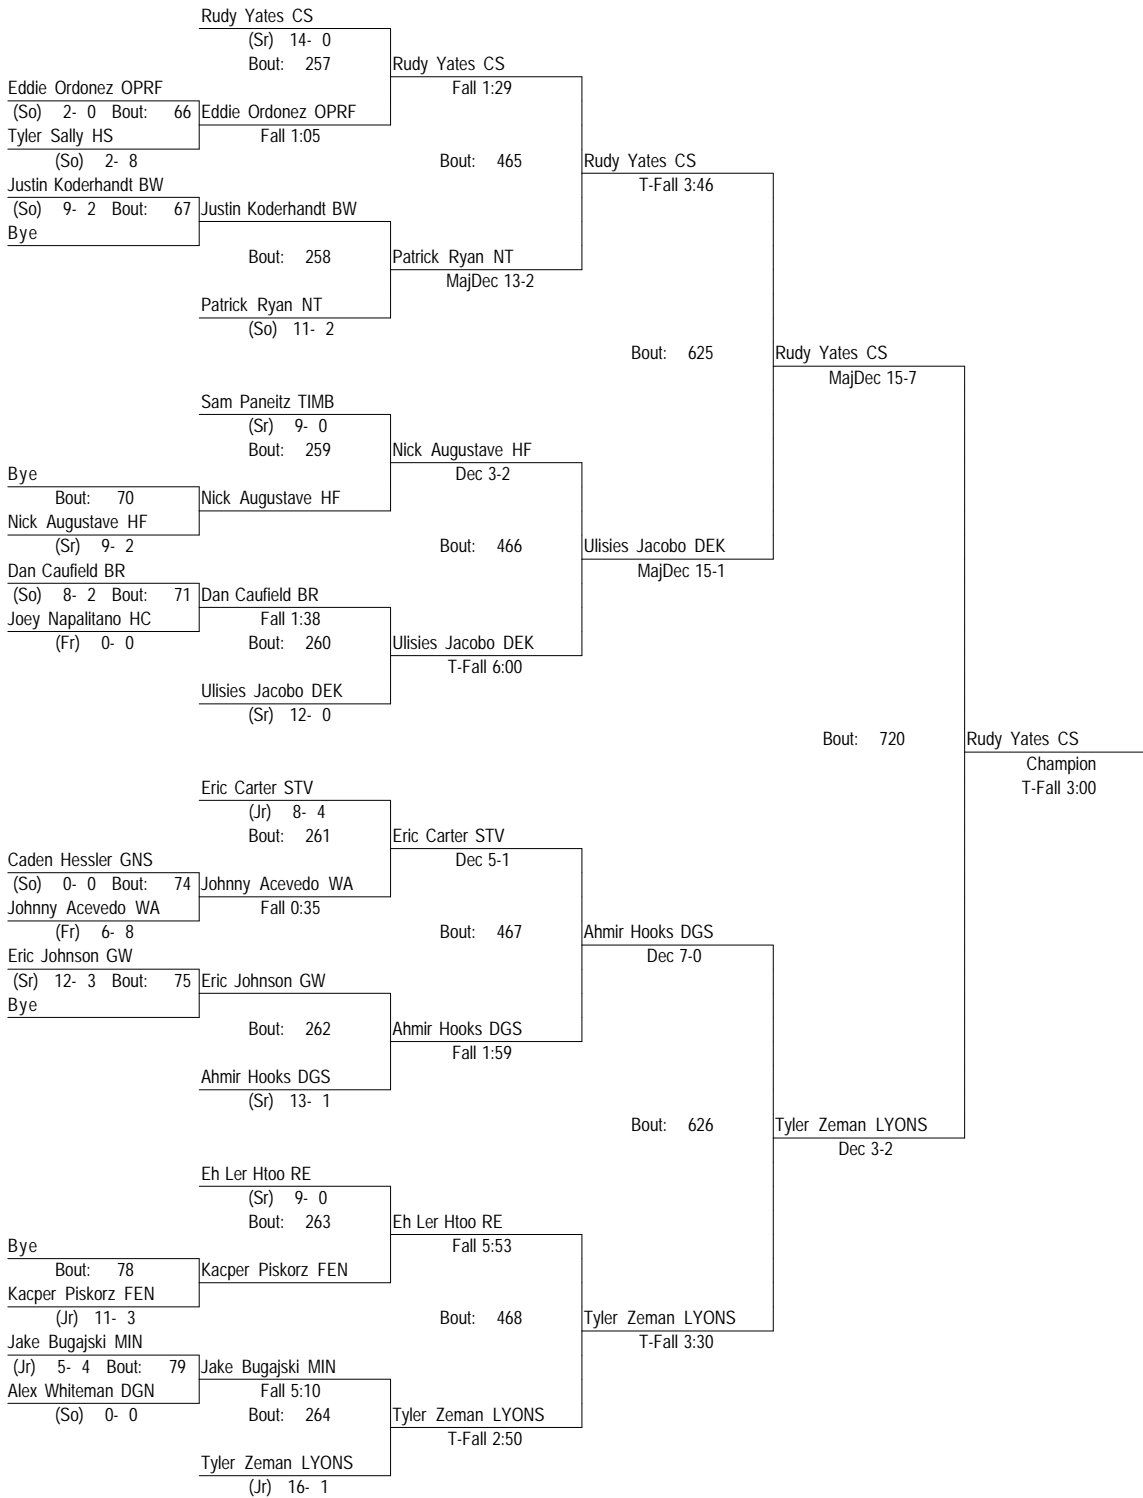 Rudy Yates CS
(Sr) 14- 0
Bout: 257
Rudy Yates CS
Fall 1:29
Eddie Ordonez OPRF
(So) 2- 0 Bout: 66
Eddie Ordonez OPRF
Tyler Sally HS
Fall 1:05
(So) 2- 8
Bout: 465
Rudy Yates CS
T-Fall 3:46
Justin Koderhandt BW
(So) 9- 2 Bout: 67
Justin Koderhandt BW
Bye
Bout: 258
Patrick Ryan NT
MajDec 13-2
Patrick Ryan NT
(So) 11- 2
Bout: 625
Rudy Yates CS
MajDec 15-7
Sam Paneitz TIMB
(Sr) 9- 0
Bout: 259
Nick Augustave HF
Dec 3-2
Bye
Bout: 70
Nick Augustave HF
Nick Augustave HF
(Sr) 9- 2
Bout: 466
Ulisies Jacobo DEK
MajDec 15-1
Dan Caufield BR
(So) 8- 2 Bout: 71
Dan Caufield BR
Joey Napalitano HC
Fall 1:38
(Fr) 0- 0
Bout: 260
Ulisies Jacobo DEK
T-Fall 6:00
Ulisies Jacobo DEK
(Sr) 12- 0
Bout: 720
Rudy Yates CS
Champion
T-Fall 3:00
Eric Carter STV
(Jr) 8- 4
Bout: 261
Eric Carter STV
Dec 5-1
Caden Hessler GNS
(So) 0- 0 Bout: 74
Johnny Acevedo WA
Johnny Acevedo WA
Fall 0:35
(Fr) 6- 8
Bout: 467
Ahmir Hooks DGS
Dec 7-0
Eric Johnson GW
(Sr) 12- 3 Bout: 75
Eric Johnson GW
Bye
Bout: 262
Ahmir Hooks DGS
Fall 1:59
Ahmir Hooks DGS
(Sr) 13- 1
Bout: 626
Tyler Zeman LYONS
Dec 3-2
Eh Ler Htoo RE
(Sr) 9- 0
Bout: 263
Eh Ler Htoo RE
Fall 5:53
Bye
Bout: 78
Kacper Piskorz FEN
Kacper Piskorz FEN
(Jr) 11- 3
Bout: 468
Tyler Zeman LYONS
T-Fall 3:30
Jake Bugajski MIN
(Jr) 5- 4 Bout: 79
Jake Bugajski MIN
Alex Whiteman DGN
Fall 5:10
(So) 0- 0
Bout: 264
Tyler Zeman LYONS
T-Fall 2:50
Tyler Zeman LYONS
(Jr) 16- 1